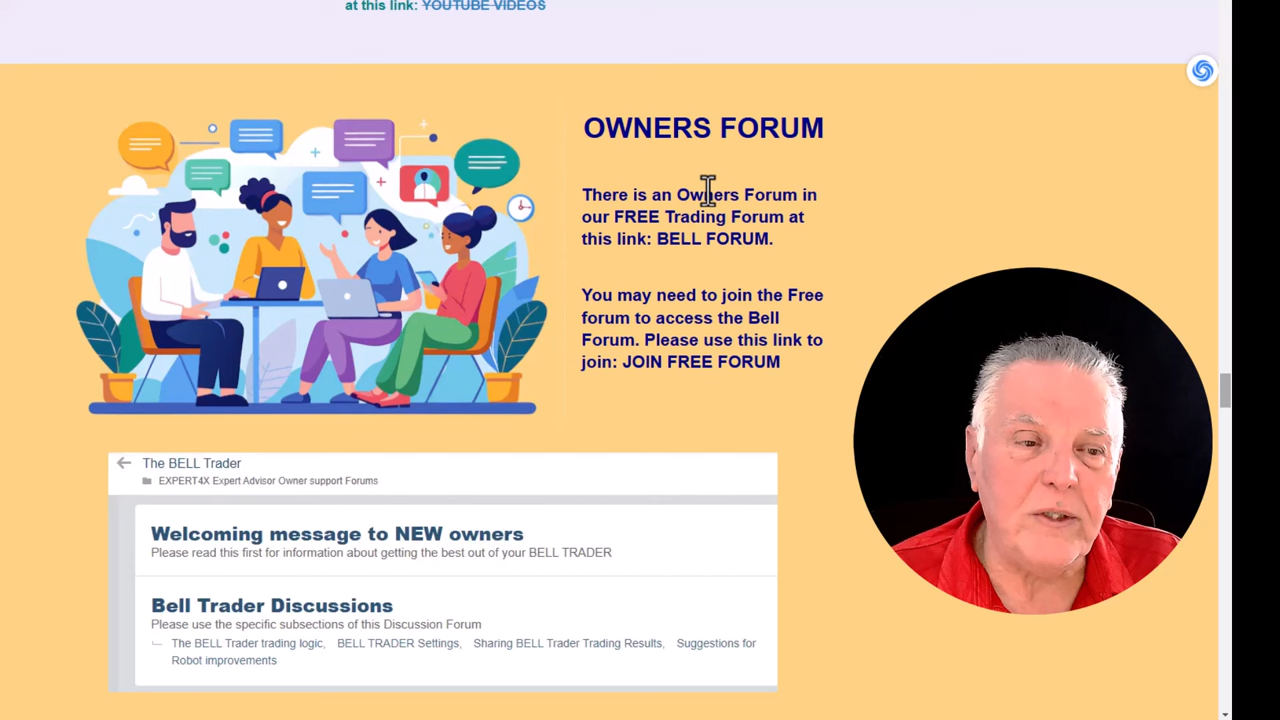 at this link: YOUTUBE VIDEOS
OWNERS FORUM
There is an Owners Forum in
our FREE Trading Forum at
this link: BELL FORUM.
You may need to join the Free
forum to access the Bell
Forum. Please use this link to
join: JOIN FREE FORUM
The BELL Trader
EXPERT4X Expert Advisor Owner support Forums
Welcoming message to NEW owners
Please read this first for information about getting the best out of your BELL TRADER
Bell Trader Discussions
Please use the specific subsections of this Discussion Forum
The BELL Trader trading logic, BELL TRADER Settings, Sharing BELL Trader Trading Results, Suggestions for
Robot improvements